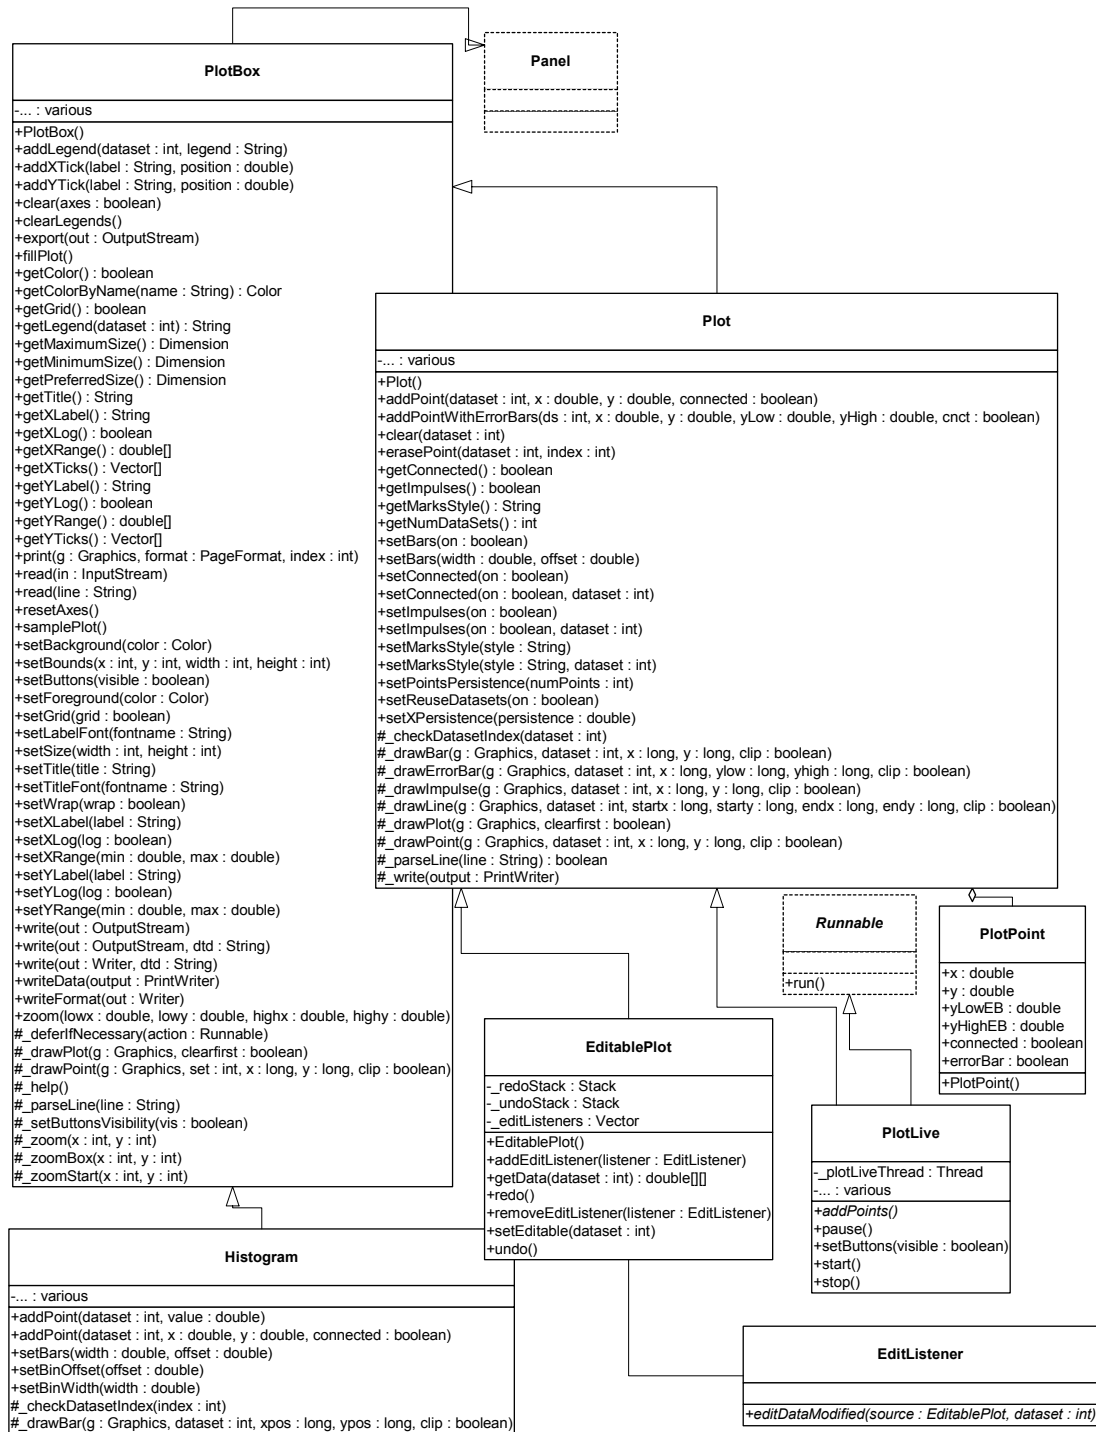 Panel
PlotBox
-... : various
+PlotBox()
+addLegend(dataset : int, legend : String)
+addXTick(label : String, position : double)
+addYTick(label : String, position : double)
+clear(axes : boolean)
+clearLegends()
+export(out : OutputStream)
+fillPlot()
+getColor() : boolean
+getColorByName(name : String) : Color
+getGrid() : boolean
+getLegend(dataset : int) : String
+getMaximumSize() : Dimension
+getMinimumSize() : Dimension
+getPreferredSize() : Dimension
+getTitle() : String
+getXLabel() : String
+getXLog() : boolean
+getXRange() : double[]
+getXTicks() : Vector[]
+getYLabel() : String
+getYLog() : boolean
+getYRange() : double[]
+getYTicks() : Vector[]
+print(g : Graphics, format : PageFormat, index : int)
+read(in : InputStream)
+read(line : String)
+resetAxes()
+samplePlot()
+setBackground(color : Color)
+setBounds(x : int, y : int, width : int, height : int)
+setButtons(visible : boolean)
+setForeground(color : Color)
+setGrid(grid : boolean)
+setLabelFont(fontname : String)
+setSize(width : int, height : int)
+setTitle(title : String)
+setTitleFont(fontname : String)
+setWrap(wrap : boolean)
+setXLabel(label : String)
+setXLog(log : boolean)
+setXRange(min : double, max : double)
+setYLabel(label : String)
+setYLog(log : boolean)
+setYRange(min : double, max : double)
+write(out : OutputStream)
+write(out : OutputStream, dtd : String)
+write(out : Writer, dtd : String)
+writeData(output : PrintWriter)
+writeFormat(out : Writer)
+zoom(lowx : double, lowy : double, highx : double, highy : double)
#_deferIfNecessary(action : Runnable)
#_drawPlot(g : Graphics, clearfirst : boolean)
#_drawPoint(g : Graphics, set : int, x : long, y : long, clip : boolean)
#_help()
#_parseLine(line : String)
#_setButtonsVisibility(vis : boolean)
#_zoom(x : int, y : int)
#_zoomBox(x : int, y : int)
#_zoomStart(x : int, y : int)
Plot
-... : various
+Plot()
+addPoint(dataset : int, x : double, y : double, connected : boolean)
+addPointWithErrorBars(ds : int, x : double, y : double, yLow : double, yHigh : double, cnct : boolean)
+clear(dataset : int)
+erasePoint(dataset : int, index : int)
+getConnected() : boolean
+getImpulses() : boolean
+getMarksStyle() : String
+getNumDataSets() : int
+setBars(on : boolean)
+setBars(width : double, offset : double)
+setConnected(on : boolean)
+setConnected(on : boolean, dataset : int)
+setImpulses(on : boolean)
+setImpulses(on : boolean, dataset : int)
+setMarksStyle(style : String)
+setMarksStyle(style : String, dataset : int)
+setPointsPersistence(numPoints : int)
+setReuseDatasets(on : boolean)
+setXPersistence(persistence : double)
#_checkDatasetIndex(dataset : int)
#_drawBar(g : Graphics, dataset : int, x : long, y : long, clip : boolean)
#_drawErrorBar(g : Graphics, dataset : int, x : long, ylow : long, yhigh : long, clip : boolean)
#_drawImpulse(g : Graphics, dataset : int, x : long, y : long, clip : boolean)
#_drawLine(g : Graphics, dataset : int, startx : long, starty : long, endx : long, endy : long, clip : boolean)
#_drawPlot(g : Graphics, clearfirst : boolean)
#_drawPoint(g : Graphics, dataset : int, x : long, y : long, clip : boolean)
#_parseLine(line : String) : boolean
#_write(output : PrintWriter)
Runnable
+run()
PlotPoint
+x : double
+y : double
+yLowEB : double
+yHighEB : double
+connected : boolean
+errorBar : boolean
+PlotPoint()
EditablePlot
-_redoStack : Stack
-_undoStack : Stack
-_editListeners : Vector
+EditablePlot()
+addEditListener(listener : EditListener)
+getData(dataset : int) : double[][]
+redo()
+removeEditListener(listener : EditListener)
+setEditable(dataset : int)
+undo()
PlotLive
-_plotLiveThread : Thread
-... : various
+addPoints()
+pause()
+setButtons(visible : boolean)
+start()
+stop()
Histogram
-... : various
+addPoint(dataset : int, value : double)
+addPoint(dataset : int, x : double, y : double, connected : boolean)
+setBars(width : double, offset : double)
+setBinOffset(offset : double)
+setBinWidth(width : double)
#_checkDatasetIndex(index : int)
#_drawBar(g : Graphics, dataset : int, xpos : long, ypos : long, clip : boolean)
EditListener
+editDataModified(source : EditablePlot, dataset : int)